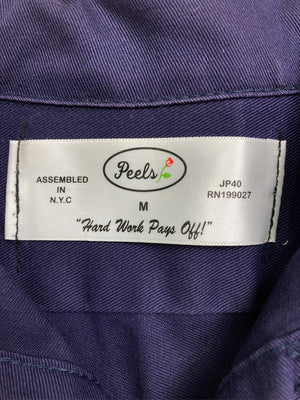 Peels
ASSEMBLED
IN
N.Y.C
M
JP40
RN199027
"Hard Work Pays Off!"